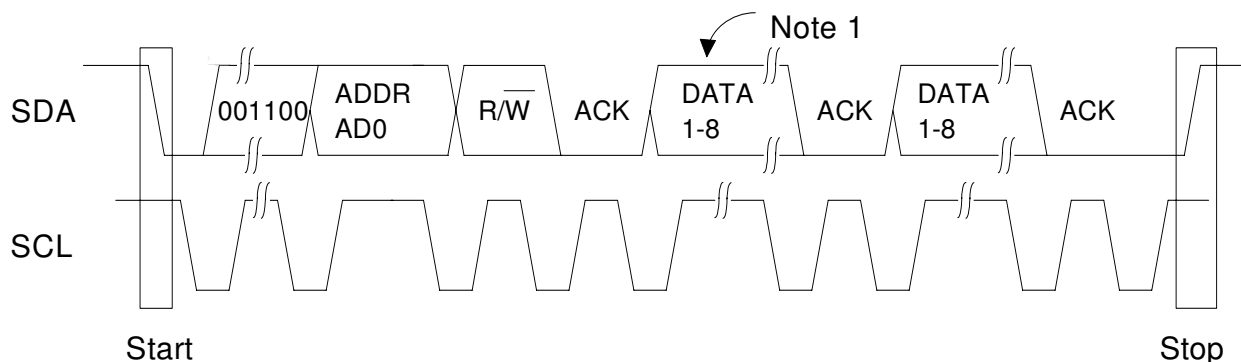 Note 1
SDA
001100
ADDR
AD0
R/W
ACK
DATA
1-8
ACK
DATA
1-8
ACK
SCL
Start
Stop